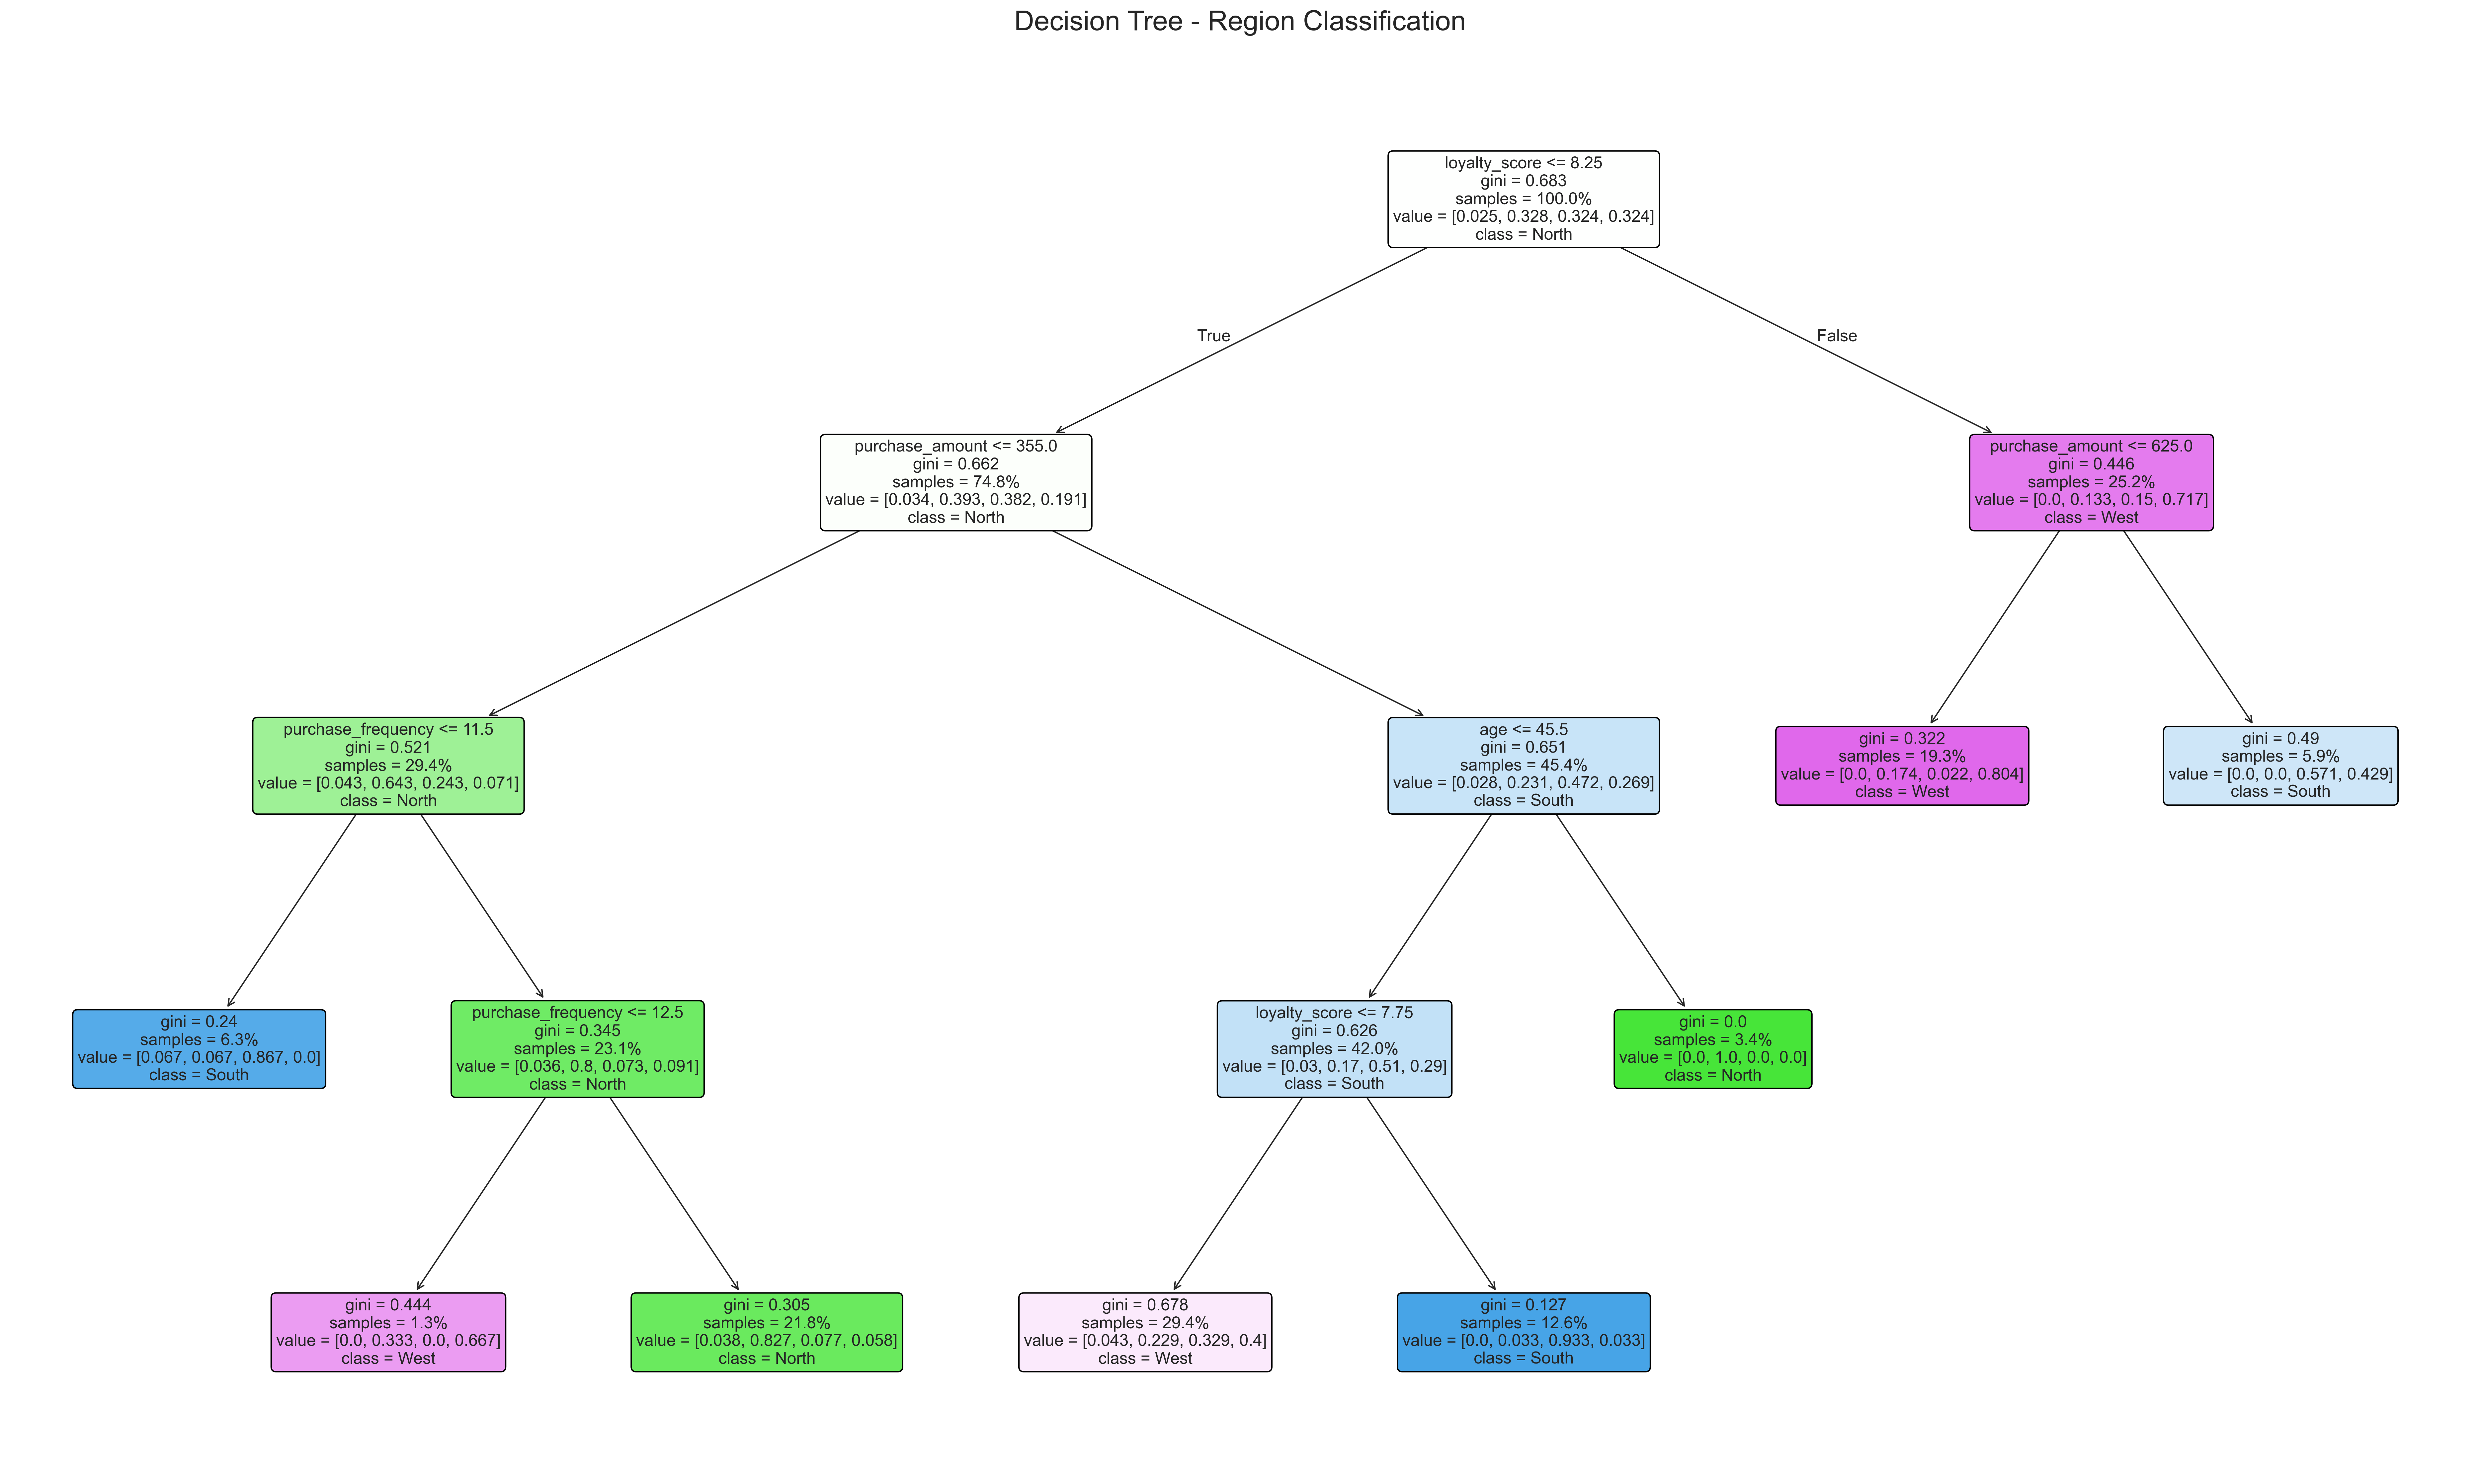 Decision Tree - Region Classification
loyalty_score <= 8.25
gini = 0.683
samples = 100.0%
value = [0.025, 0.328, 0.324, 0.324]
class = North
True
False
purchase_amount <= 355.0
gini = 0.662
samples = 74.8%
value = [0.034, 0.393, 0.382, 0.191]
class = North
purchase_amount <= 625.0
gini = 0.446
samples = 25.2%
value = [0.0, 0.133, 0.15, 0.717]
class = West
purchase_frequency <= 11.5
gini = 0.521
samples = 29.4%
value = [0.043, 0.643, 0.243, 0.071]
class = North
age <= 45.5
gini = 0.651
samples = 45.4%
value = [0.028, 0.231, 0.472, 0.269]
class = South
gini = 0.322
samples = 19.3%
value = [0.0, 0.174, 0.022, 0.804]
class = West
gini = 0.49
samples = 5.9%
value = [0.0, 0.0, 0.571, 0.429]
class = South
gini = 0.24
samples = 6.3%
value = [0.067, 0.067, 0.867, 0.0]
class = South
purchase_frequency <= 12.5
gini = 0.345
samples = 23.1%
value = [0.036, 0.8, 0.073, 0.091]
class = North
loyalty_score <= 7.75
gini = 0.626
samples = 42.0%
value = [0.03, 0.17, 0.51, 0.29]
class = South
gini = 0.0
samples = 3.4%
value = [0.0, 1.0, 0.0, 0.0]
class = North
gini = 0.444
samples = 1.3%
value = [0.0, 0.333, 0.0, 0.667]
class = West
gini = 0.305
samples = 21.8%
value = [0.038, 0.827, 0.077, 0.058]
class = North
gini = 0.678
samples = 29.4%
value = [0.043, 0.229, 0.329, 0.4]
class = West
gini = 0.127
samples = 12.6%
value = [0.0, 0.033, 0.933, 0.033]
class = South